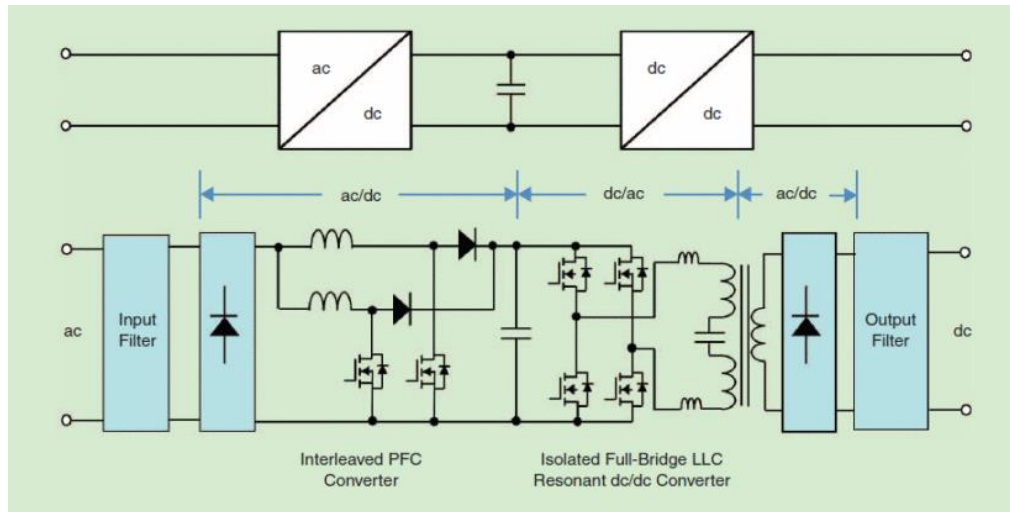 ac
dc
dc
dc
ac/dc
dc/ac
ac/dc
ac
Input
Filter
Output
Filter
dc
Interleaved PFC
Converter
Isolated Full-Bridge LLC
Resonant dc/dc Converter